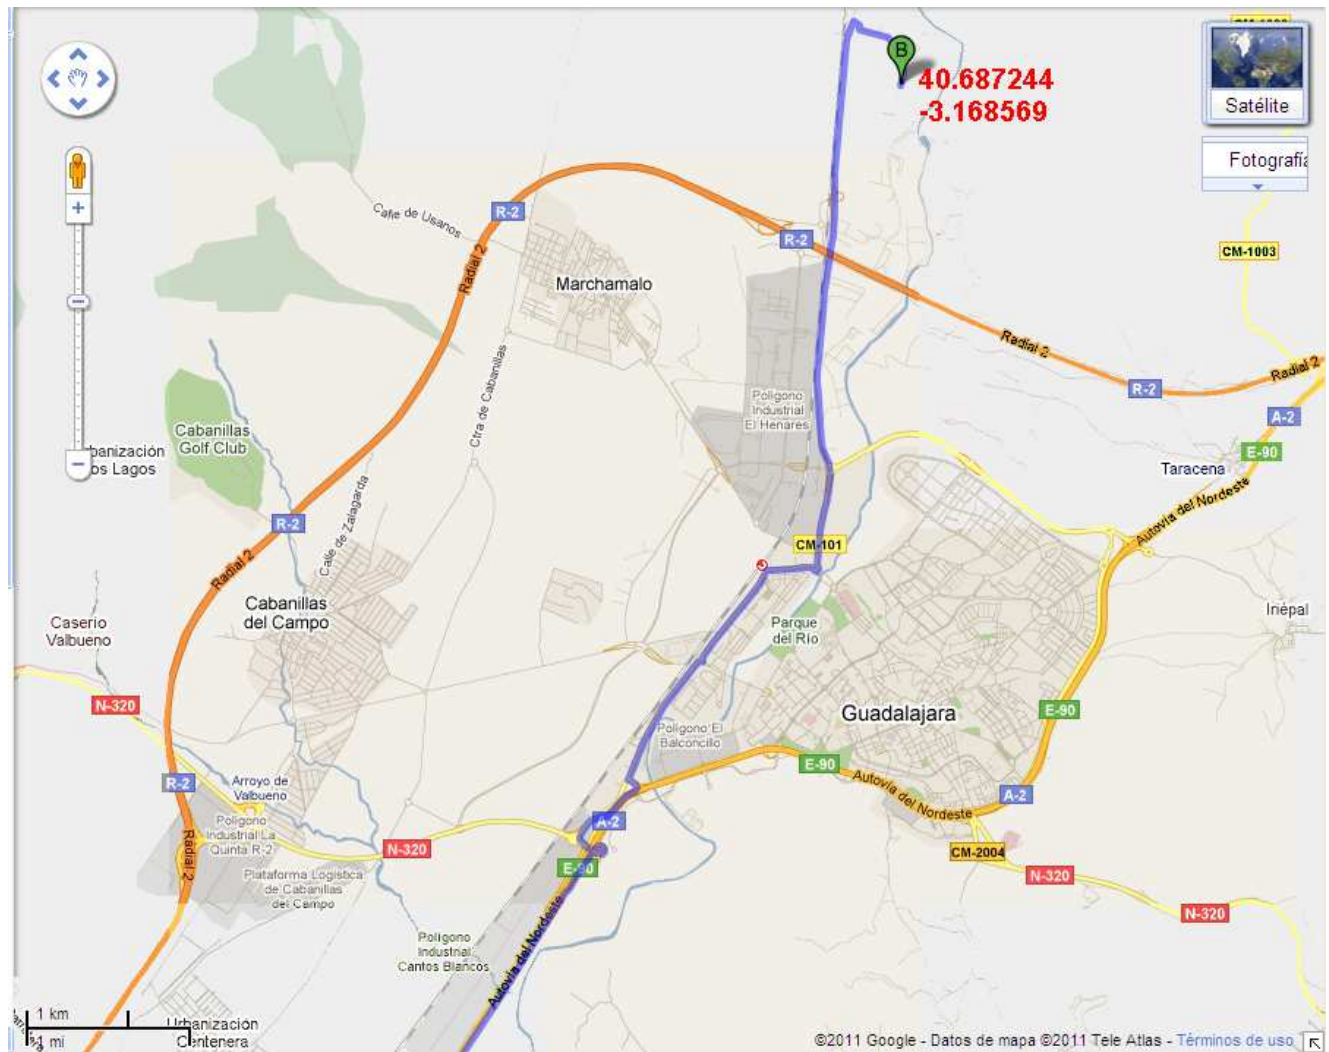 B
40.687244
-3.168569
Satélite
Fotografía
CM-1003
R-2
Calle de Usanos
Radial 2
Marchamalo
R-2
Radial 2
R-2
Radial 2
A-2
E-90
Taracena
Autovía del Nordeste
Polígono
Industrial
El Henares
Ctra de Cabanillas
Cabanillas
Golf Club
os Lagos
Calle de Zalagarda
R-2
Radial 2
CM-101
Cabanillas
del Campo
Caserio
Valbueno
Parque
del Río
Iriépal
N-320
Guadalajara
E-90
Polígono El
Balconcillo
E-90
Autovía del Nordeste
A-2
R-2
Arroyo de
Valbueno
Polígono
Industrial La
Quinta R-2
Radial 2
N-320
A-2
E-90
CM-2004
N-320
N-320
Plataforma Logística
de Cabanillas
del Campo
Polígono
Industrial
Cantos Blancos
Autovía del Nordeste
1 km
1 mi
Urbanización
Centenera
©2011 Google - Datos de mapa ©2011 Tele Atlas - Términos de uso